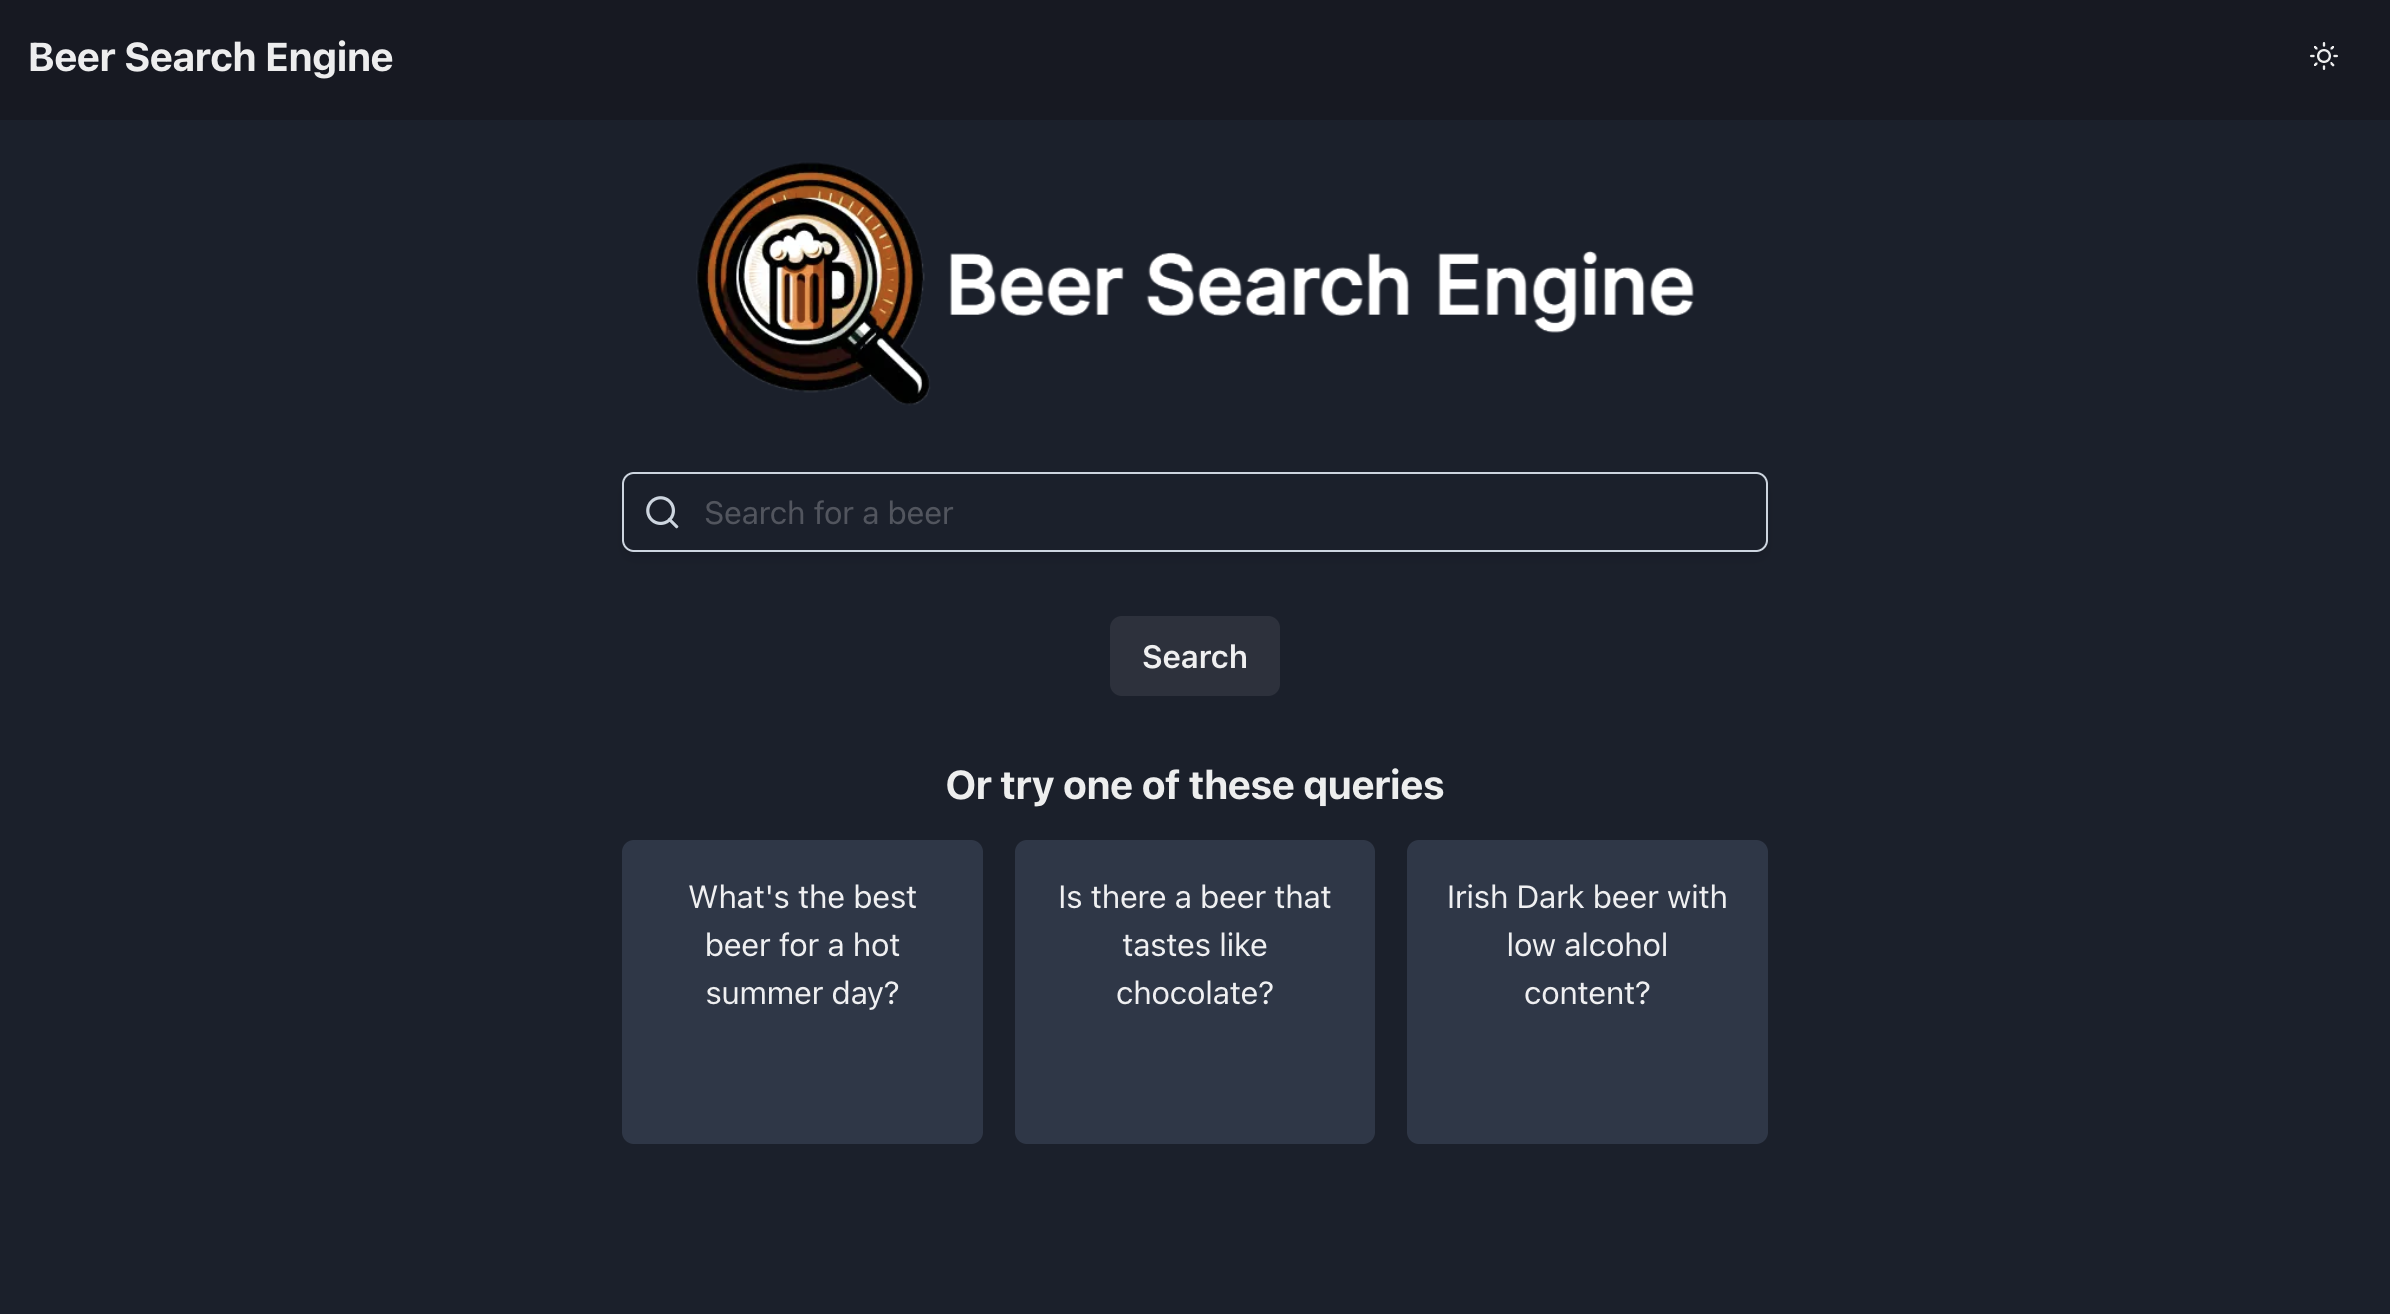 Beer Search Engine
Beer Search Engine
Search for a beer
Search
Or try one of these queries
What's the best
beer for a hot
summer day?
Is there a beer that
tastes like
chocolate?
Irish Dark beer with
low alcohol
content?